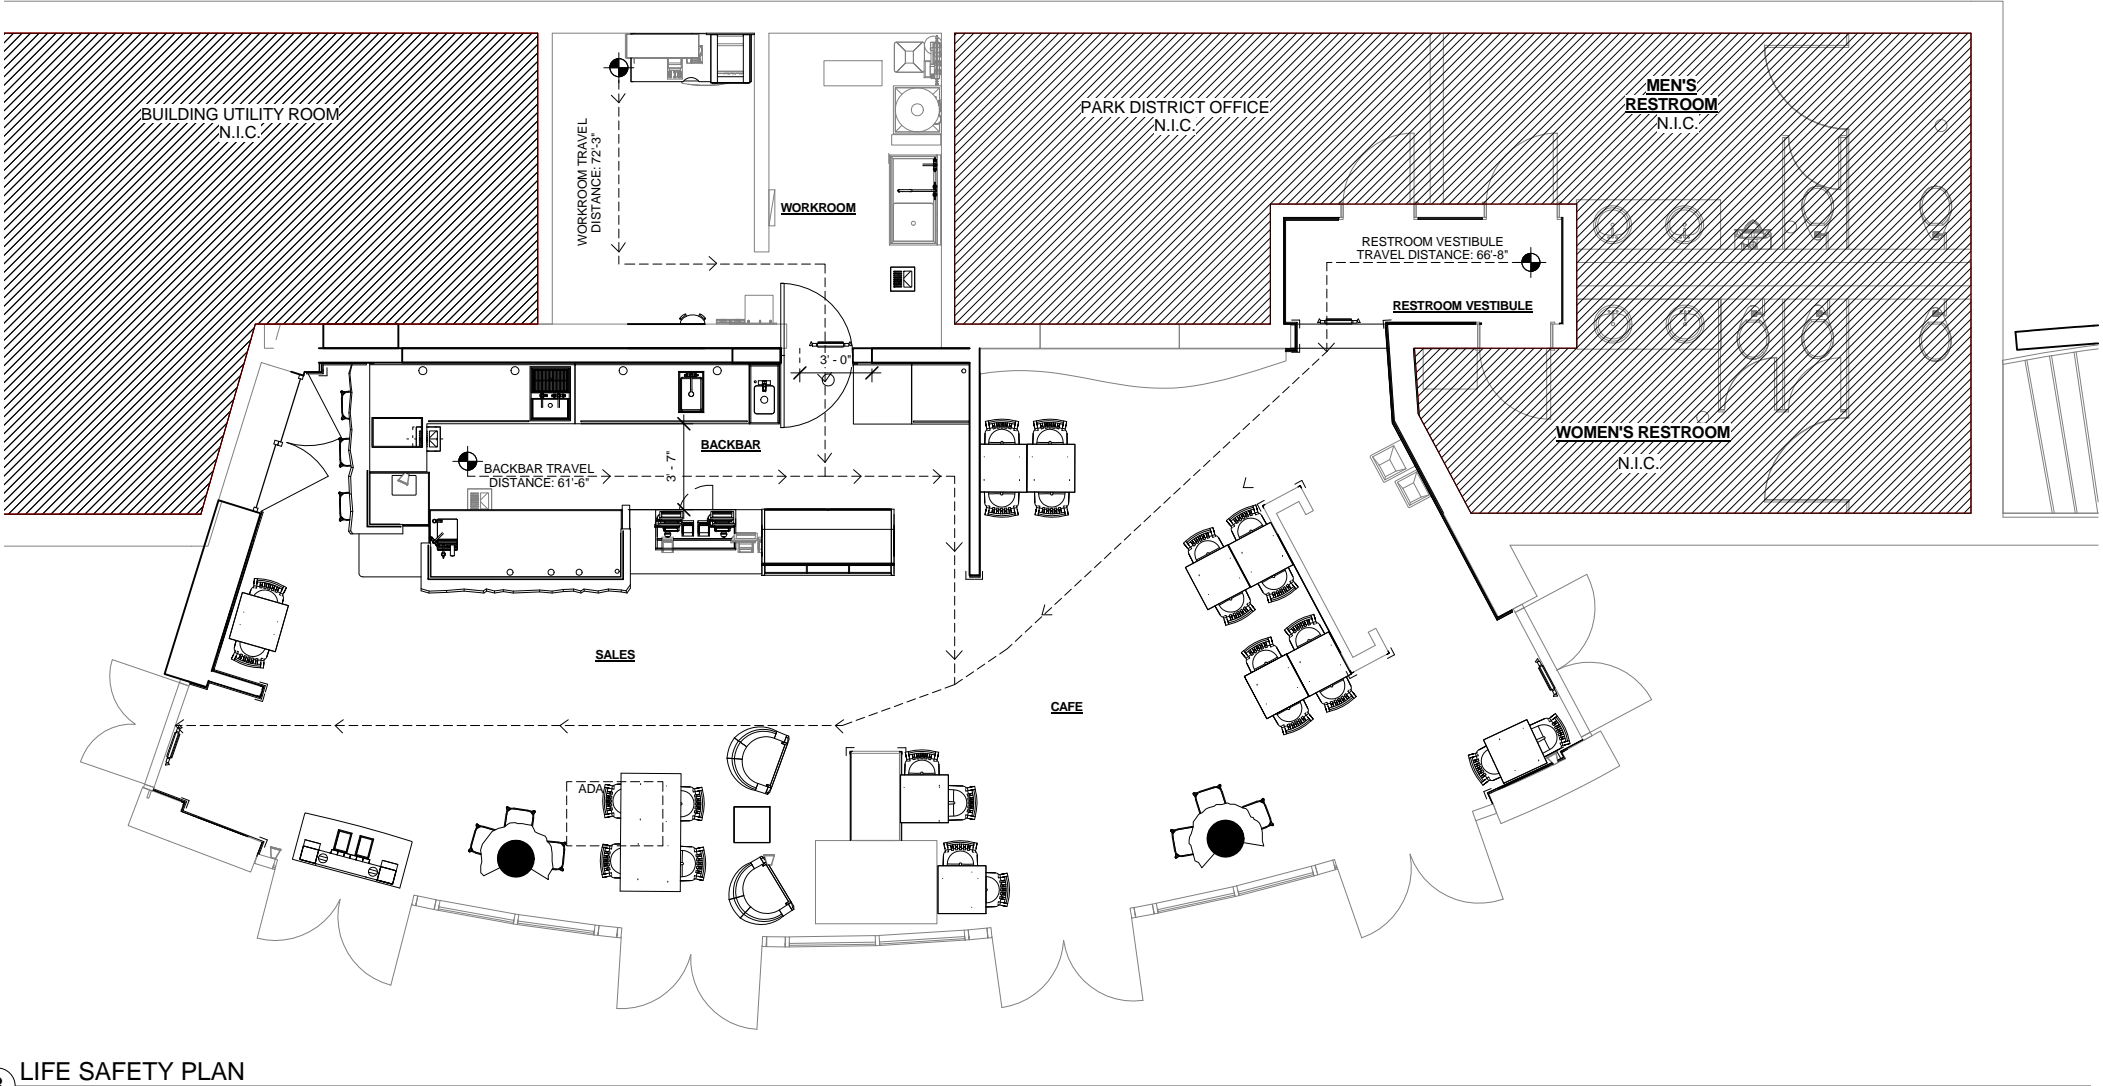 BUILDING UTILITY ROOM
N.I.C.
WORKROOM TRAVEL
DISTANCE: 72'-3"
WORKROOM
PARK DISTRICT OFFICE
N.I.C.
MEN'S
RESTROOM
N.I.C.
RESTROOM VESTIBULE
TRAVEL DISTANCE: 66'-8"
RESTROOM VESTIBULE
3' - 0"
BACKBAR
BACKBAR TRAVEL
DISTANCE: 61'-6"
3' - 7"
WOMEN'S RESTROOM
N.I.C.
SALES
CAFE
ADA
LIFE SAFETY PLAN